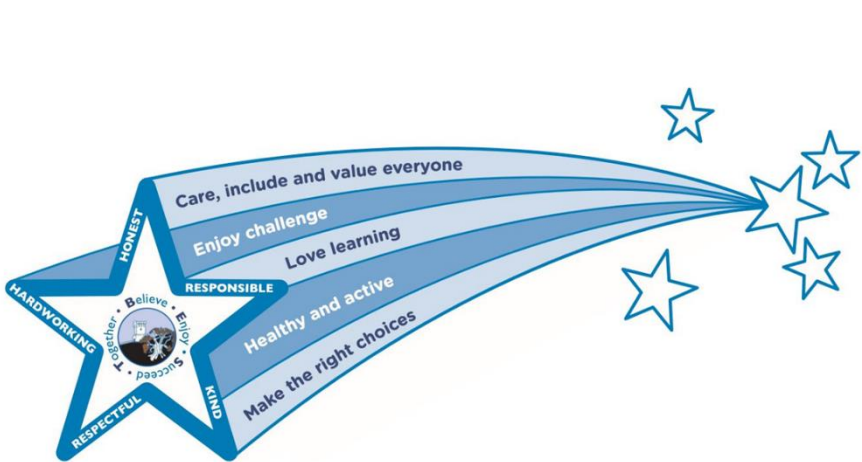 Care, include and value everyone
Enjoy challenge
Love learning
Healthy and active
Make the right choices
HONEST
RESPONSIBLE
KIND
RESPECTFUL
HARDWORKING
Believe • Enjoy • Succeed • Together •